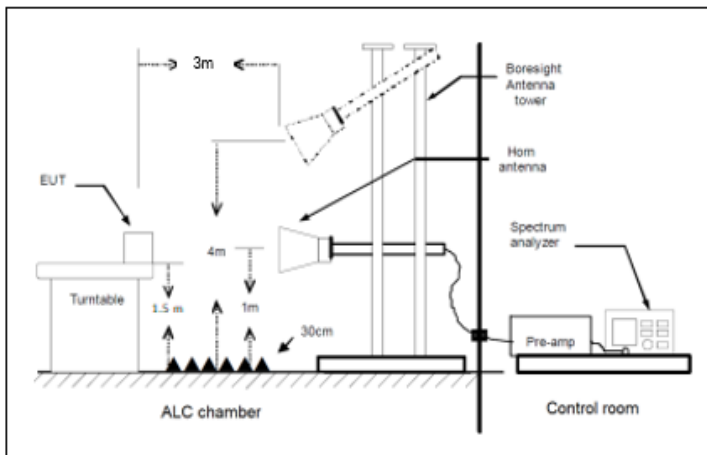 3m
Boresight
Antenna
tower
Horn
antenna
EUT
Spectrum
analyzer
4m
Turntable
1.5 m
1m
30cm
Pre-amp
ALC chamber
Control room